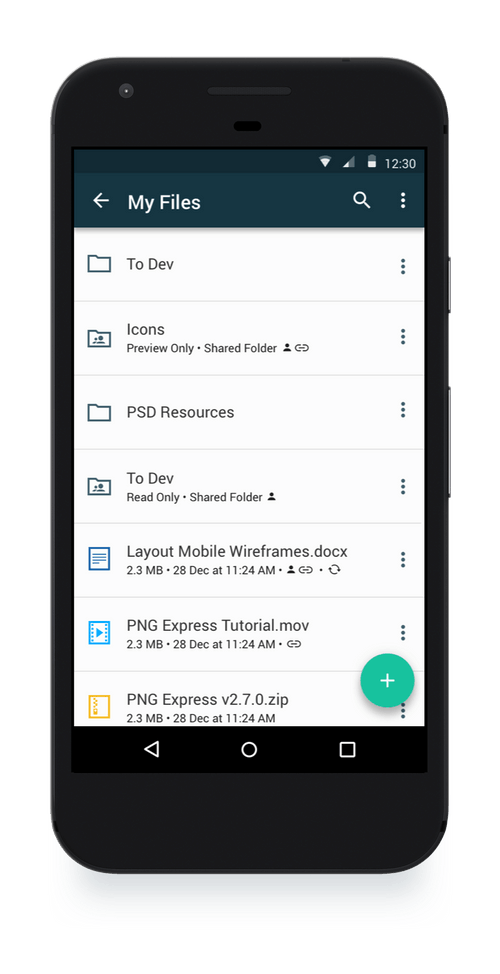 12:30
My Files
To Dev
Icons
Preview Only • Shared Folder
PSD Resources
To Dev
Read Only • Shared Folder
Layout Mobile Wireframes.docx
2.3 MB • 28 Dec at 11:24 AM • •
PNG Express Tutorial.mov
2.3 MB • 28 Dec at 11:24 AM •
PNG Express v2.7.0.zip
2.3 MB • 28 Dec at 11:24 AM